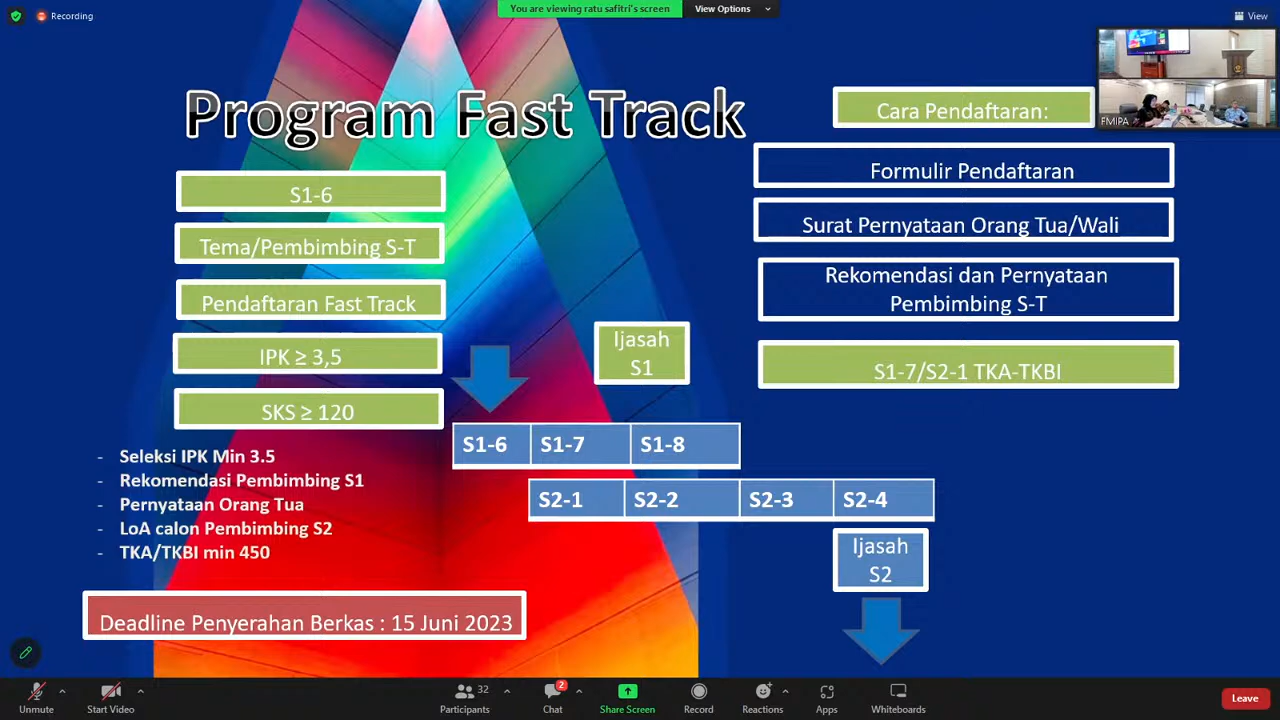 Recording
You are viewing ratu safitri's screen
View Options
View
FMIPA
Program Fast Track
S1-6
Tema/Pembimbing S-T
Pendaftaran Fast Track
IPK ≥ 3,5
SKS ≥ 120
- Seleksi IPK Min 3.5
- Rekomendasi Pembimbing S1
- Pernyataan Orang Tua
- LoA calon Pembimbing S2
- TKA/TKBI min 450
Deadline Penyerahan Berkas : 15 Juni 2023
Ijasah
S1
S1-6 S1-7 S1-8
S2-1 S2-2 S2-3 S2-4
Ijasah
S2
Cara Pendaftaran:
Formulir Pendaftaran
Surat Pernyataan Orang Tua/Wali
Rekomendasi dan Pernyataan
Pembimbing S-T
S1-7/S2-1 TKA-TKBI
Unmute
Start Video
32
Participants
2
Chat
Share Screen
Record
Reactions
Apps
Whiteboards
Leave